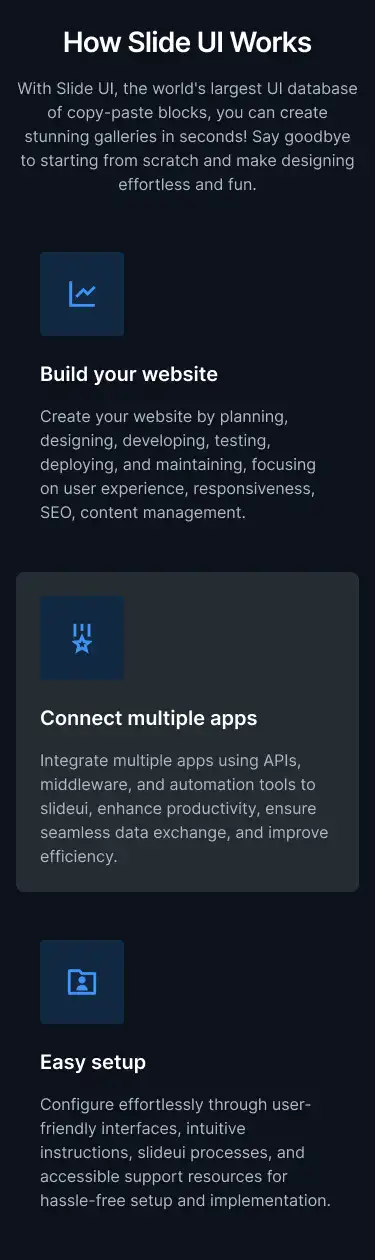 How Slide UI Works
With Slide UI, the world's largest UI database
of copy-paste blocks, you can create
stunning galleries in seconds! Say goodbye
to starting from scratch and make designing
effortless and fun.
Build your website
Create your website by planning,
designing, developing, testing,
deploying, and maintaining, focusing
on user experience, responsiveness,
SEO, content management.
Connect multiple apps
Integrate multiple apps using APIs,
middleware, and automation tools to
slideui, enhance productivity, ensure
seamless data exchange, and improve
efficiency.
Easy setup
Configure effortlessly through user-
friendly interfaces, intuitive
instructions, slideui processes, and
accessible support resources for
hassle-free setup and implementation.